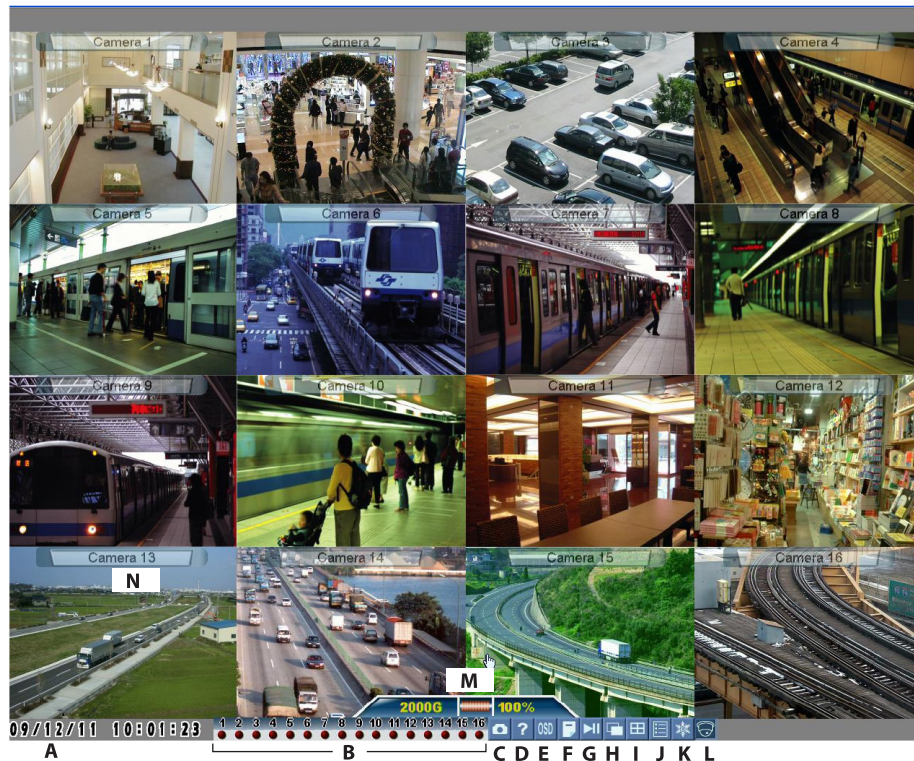 Camera 1 Camera 2 Camera 3 Camera 4
Camera 5 Camera 6 Camera 7 Camera 8
Camera 9 Camera 10 Camera 11 Camera 12
Camera 13 Camera 14 Camera 15 Camera 16
N
M
2000G 100%
1 2 3 4 5 6 7 8 9 10 11 12 13 14 15 16
09/12/11 10:01:23 ? OSD
A B C D E F G H I J K L